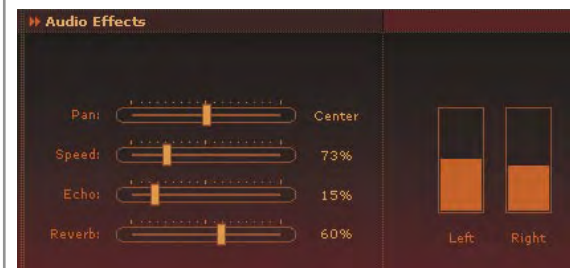 Audio Effects
Pan: Center
Speed: 73%
Echo: 15%
Reverb: 60%
Left Right